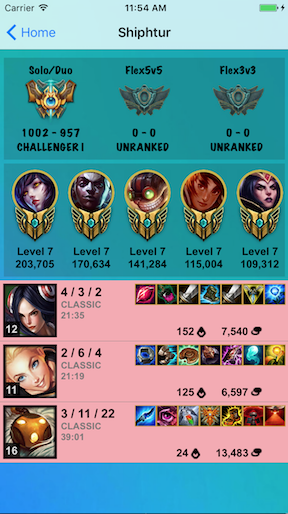 Carrier 11:54 AM
Home Shiphtur
Solo/Duo Flex5v5 Flex3v3
1002 - 957 0 - 0 0 - 0
CHALLENGER I UNRANKED UNRANKED
Level 7 Level 7 Level 7 Level 7 Level 7
203,705 170,634 141,284 115,004 109,312
4 / 3 / 2
CLASSIC
21:35
12 152 7,540
2 / 6 / 4
CLASSIC
21:19
11 125 6,597
3 / 11 / 22
CLASSIC
39:01
16 24 13,483